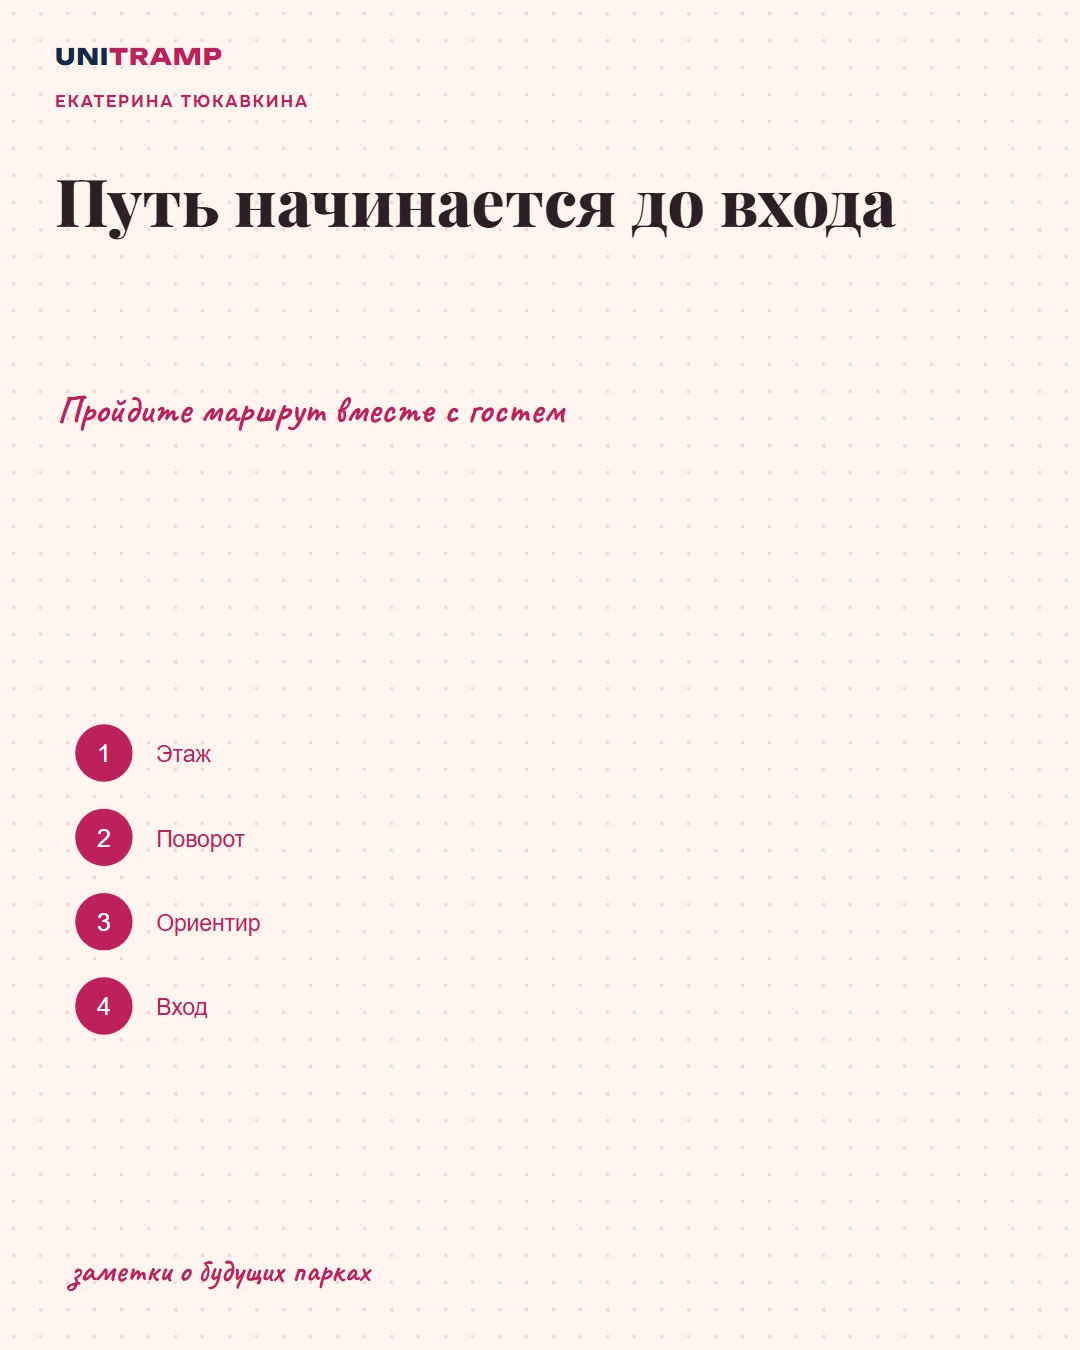 UNITRAMP
ЕКАТЕРИНА ТЮКАВКИНА
Путь начинается до входа
Пройдите маршрут вместе с гостем
1 Этаж
2 Поворот
3 Ориентир
4 Вход
заметки о будущих парках